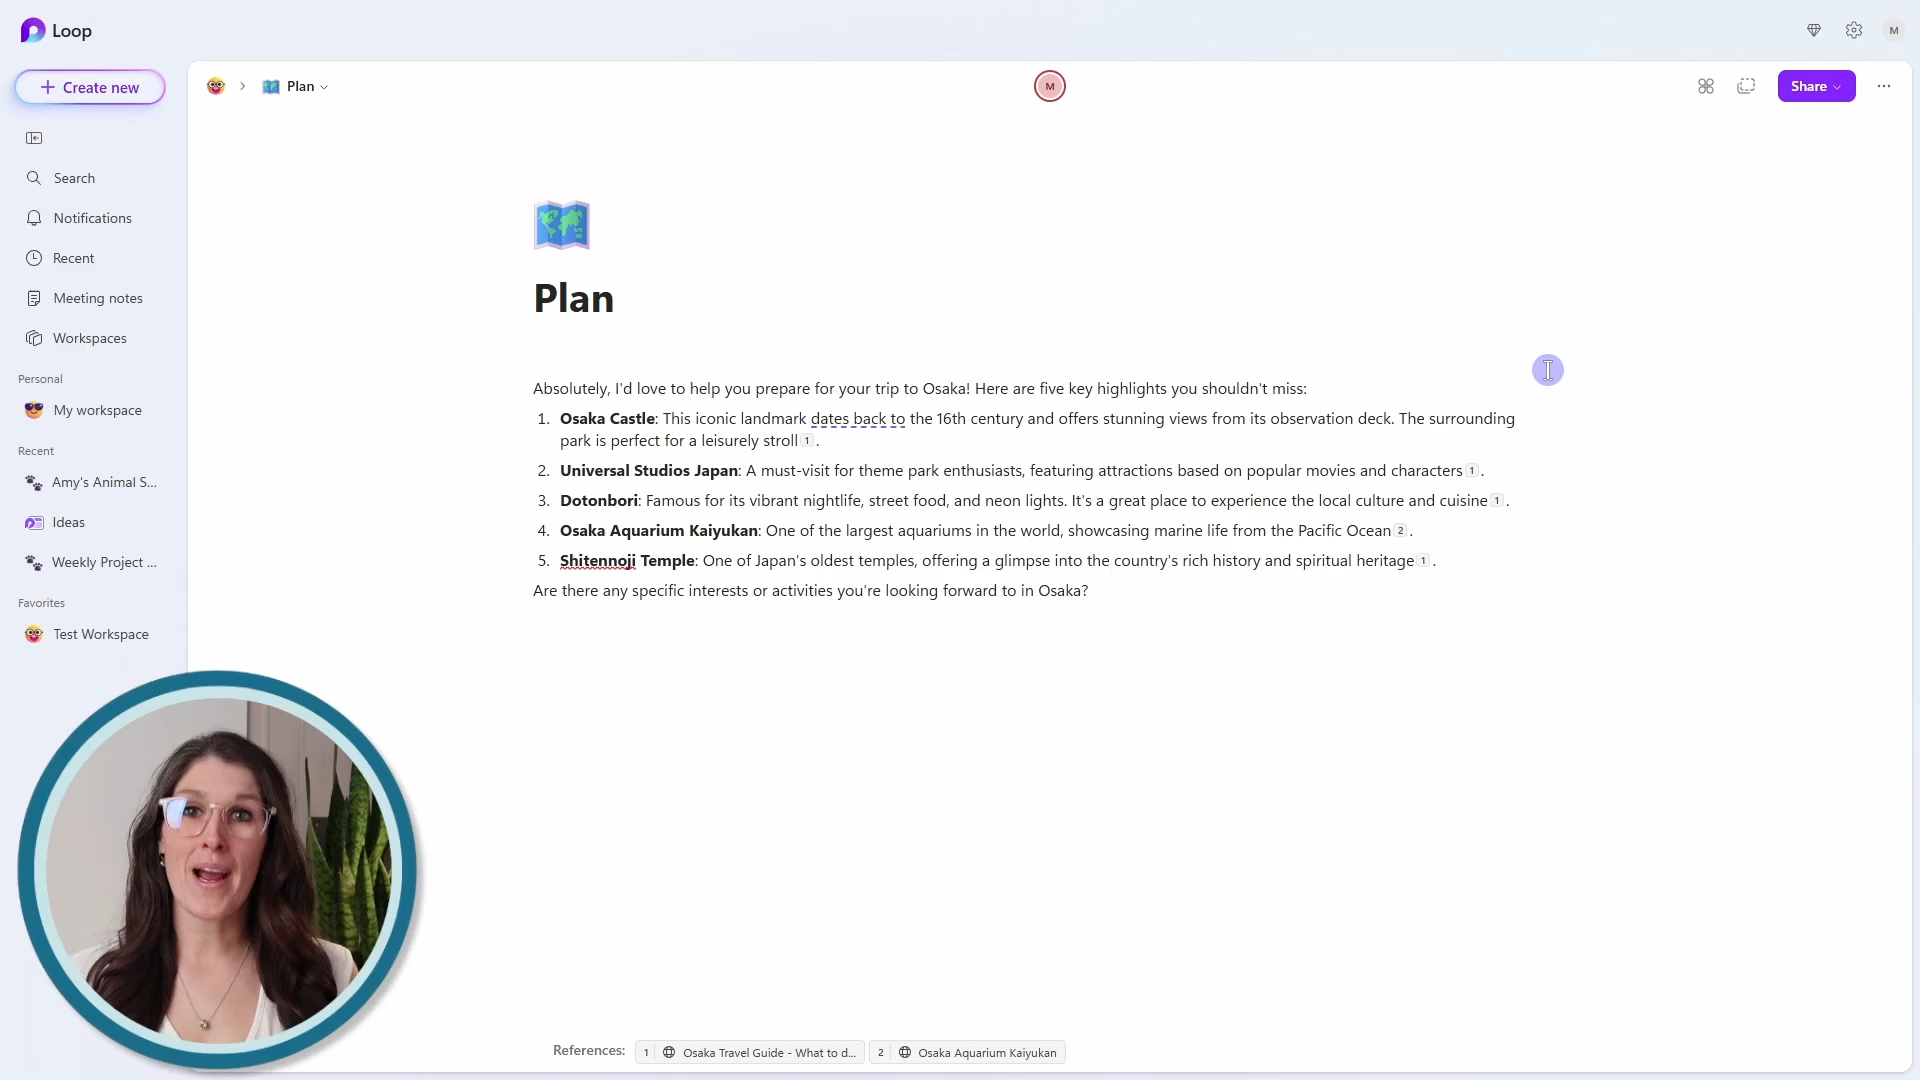 Loop
M
Create new
Plan
M
Share
Search
Notifications
Recent
Meeting notes
Workspaces
Personal
My workspace
Recent
Amy's Animal S...
Ideas
Weekly Project ...
Favorites
Test Workspace
Plan
Absolutely, I'd love to help you prepare for your trip to Osaka! Here are five key highlights you shouldn't miss:
1. Osaka Castle: This iconic landmark dates back to the 16th century and offers stunning views from its observation deck. The surrounding
park is perfect for a leisurely stroll 1 .
2. Universal Studios Japan: A must-visit for theme park enthusiasts, featuring attractions based on popular movies and characters 1 .
3. Dotonbori: Famous for its vibrant nightlife, street food, and neon lights. It's a great place to experience the local culture and cuisine 1 .
4. Osaka Aquarium Kaiyukan: One of the largest aquariums in the world, showcasing marine life from the Pacific Ocean 2 .
5. Shitennoji Temple: One of Japan's oldest temples, offering a glimpse into the country's rich history and spiritual heritage 1 .
Are there any specific interests or activities you're looking forward to in Osaka?
References: 1 Osaka Travel Guide - What to d... 2 Osaka Aquarium Kaiyukan